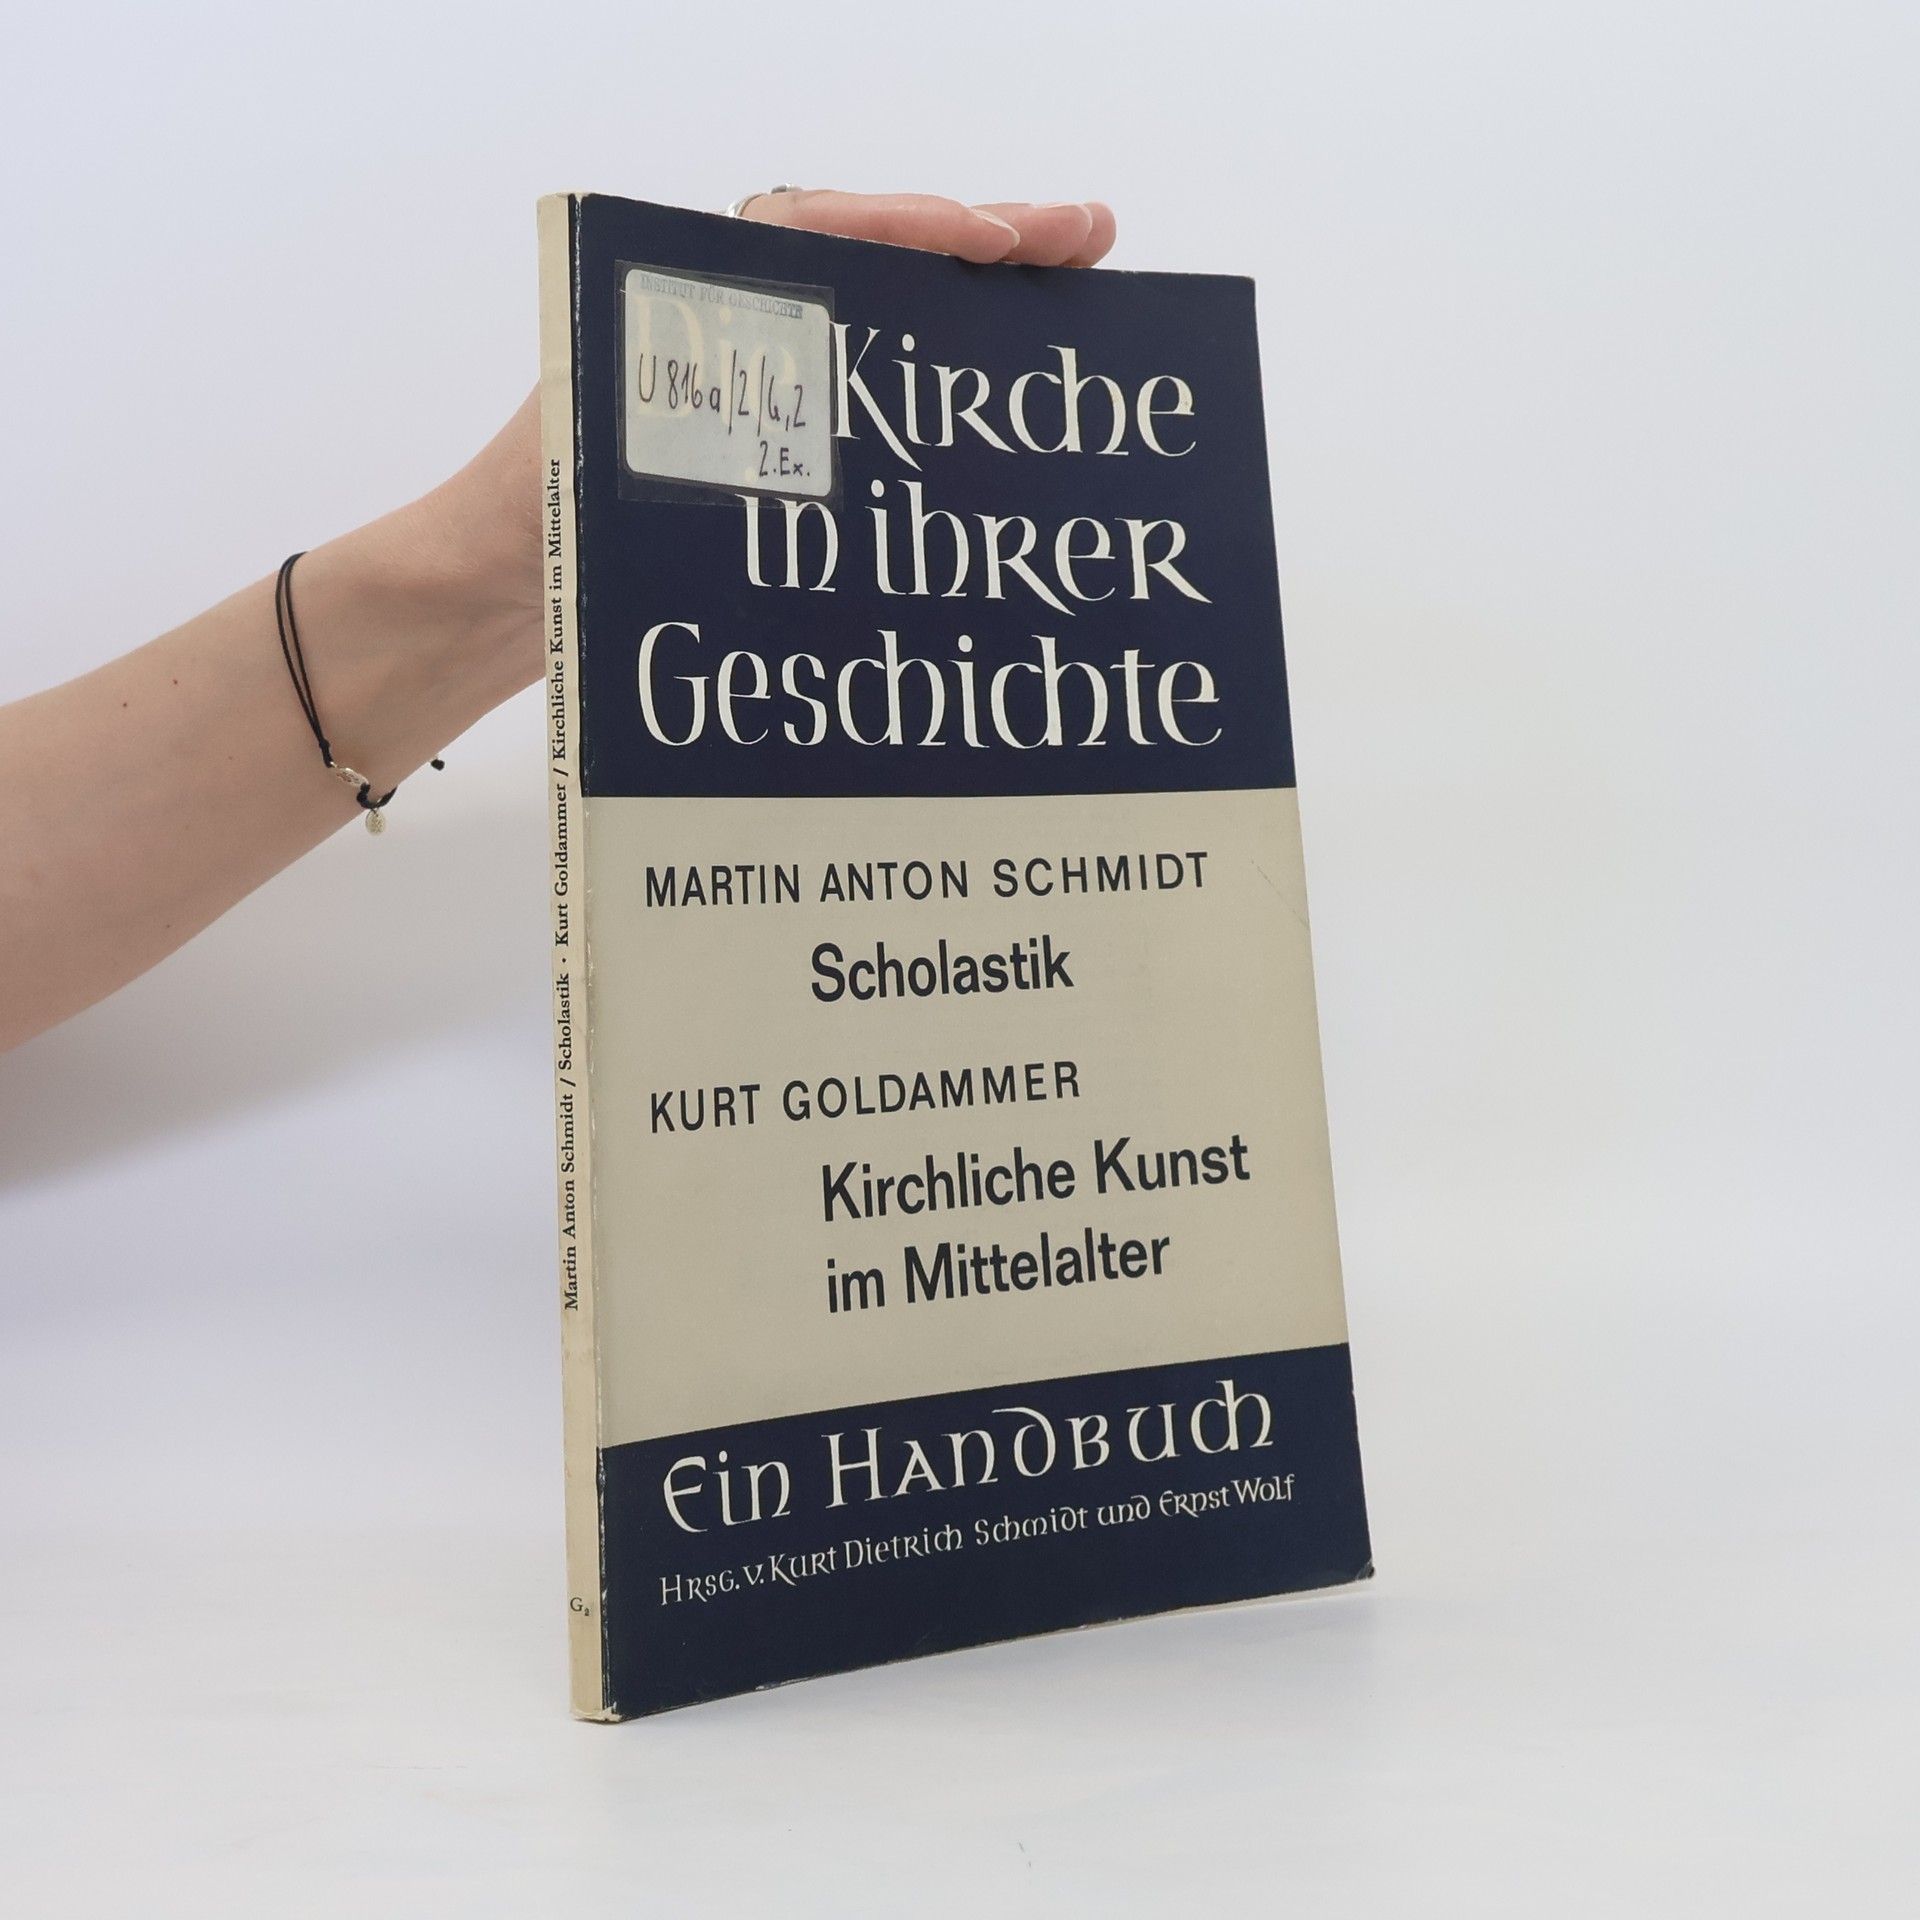 Martin Anton Schmidt / Scholastik · Kurt Goldammer / Kirchliche Kunst im Mittelalter
G₂
INSTITUT FÜR GESCHICHTE
U 816a/2/G,2
2.Ex.
Die Kirche
in ihrer
Geschichte
MARTIN ANTON SCHMIDT
Scholastik
KURT GOLDAMMER
Kirchliche Kunst
im Mittelalter
Ein Handbuch
Hrsg. v. Kurt Dietrich Schmidt und Ernst Wolf